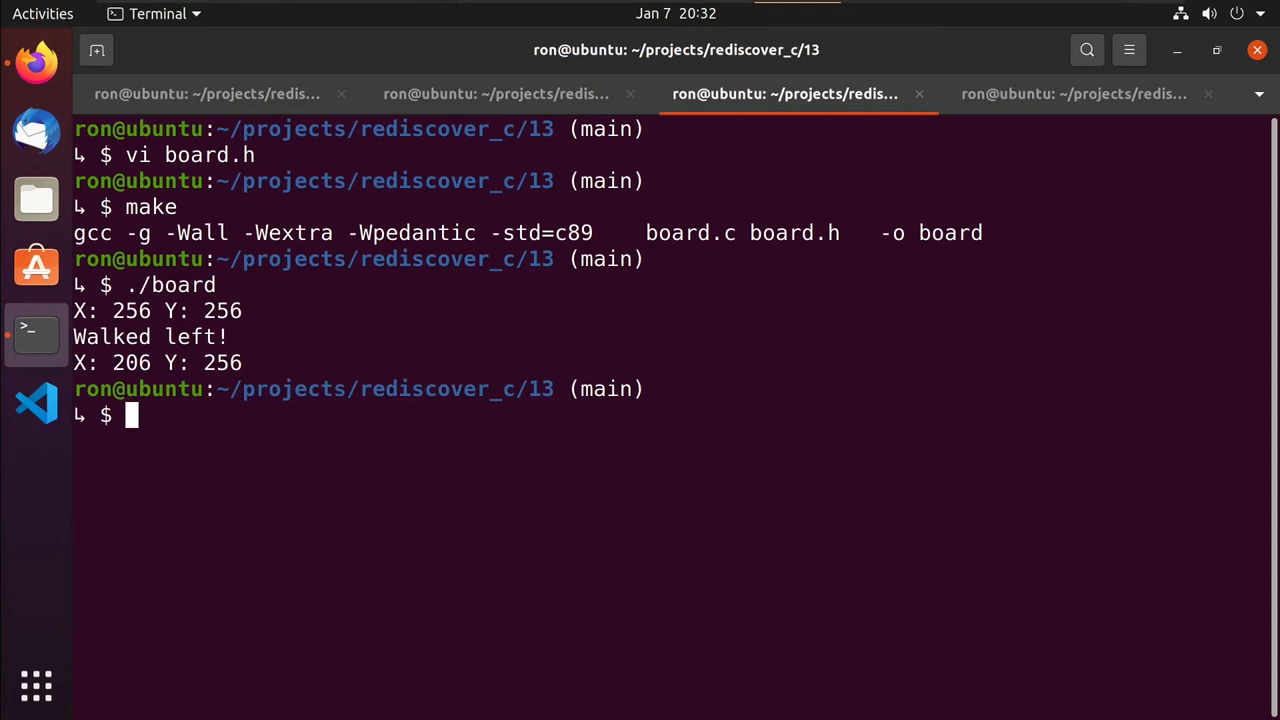 Activities Terminal Jan 7 20:32
ron@ubuntu: ~/projects/rediscover_c/13
ron@ubuntu: ~/projects/redis... × ron@ubuntu: ~/projects/redis... × ron@ubuntu: ~/projects/redis... × ron@ubuntu: ~/projects/redis... ×
ron@ubuntu:~/projects/rediscover_c/13 (main)
↳ $ vi board.h
ron@ubuntu:~/projects/rediscover_c/13 (main)
↳ $ make
gcc -g -Wall -Wextra -Wpedantic -std=c89    board.c board.h   -o board
ron@ubuntu:~/projects/rediscover_c/13 (main)
↳ $ ./board
X: 256 Y: 256
Walked left!
X: 206 Y: 256
ron@ubuntu:~/projects/rediscover_c/13 (main)
↳ $